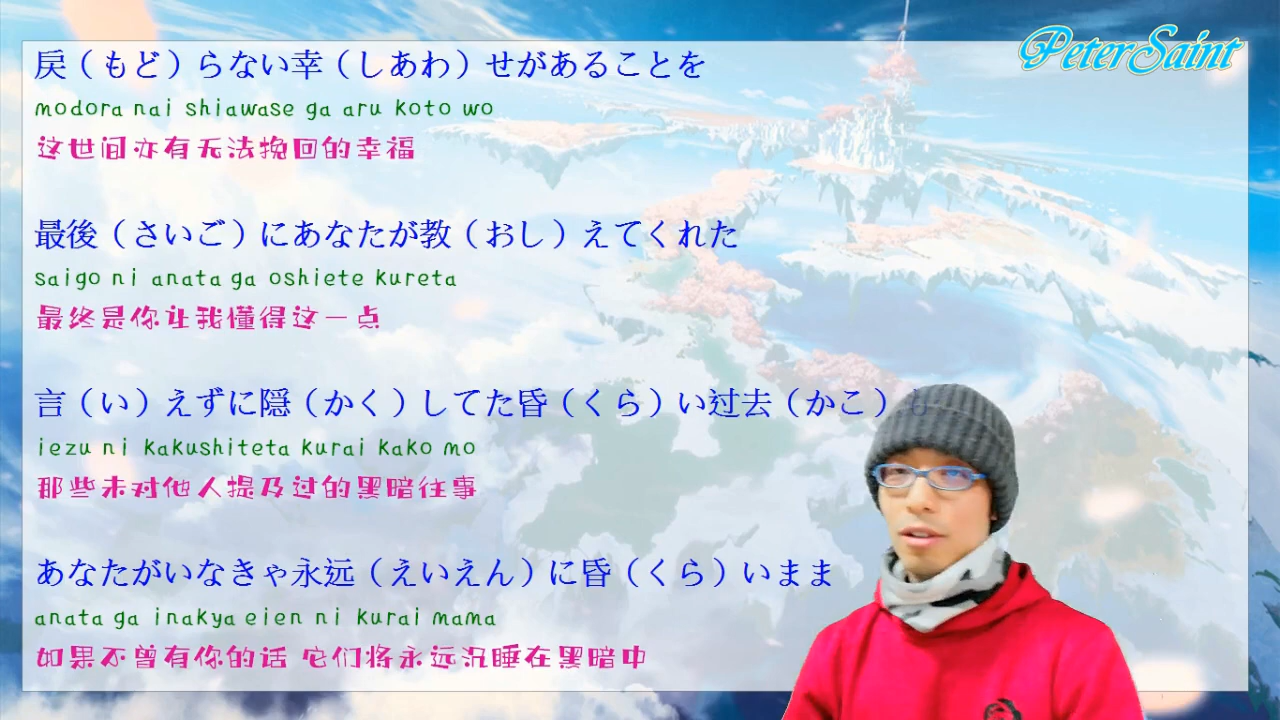 PeterSaint
戻（もど）らない幸（しあわ）せがあることを
modora nai shiawase ga aru koto wo
这世间亦有无法挽回的幸福
最後（さいご）にあなたが教（おし）えてくれた
saigo ni anata ga oshiete kureta
最终是你让我懂得这一点
言（い）えずに隠（かく）してた昏（くら）い过去（かこ）も
iezu ni kakushiteta kurai kako mo
那些未对他人提及过的黑暗往事
あなたがいなきゃ永远（えいえん）に昏（くら）いまま
anata ga inakya eien ni kurai mama
如果不曾有你的话 它们将永远沉睡在黑暗中